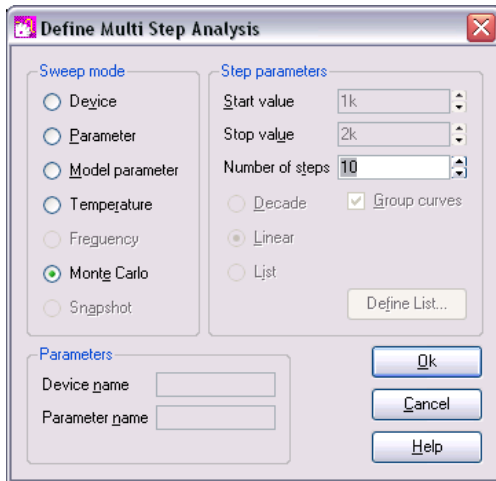 Define Multi Step Analysis
Sweep mode
Device
Parameter
Model parameter
Temperature
Frequency
Monte Carlo
Snapshot
Step parameters
Start value 1k
Stop value 2k
Number of steps 10
Decade
Group curves
Linear
List
Define List...
Parameters
Device name
Parameter name
Ok
Cancel
Help